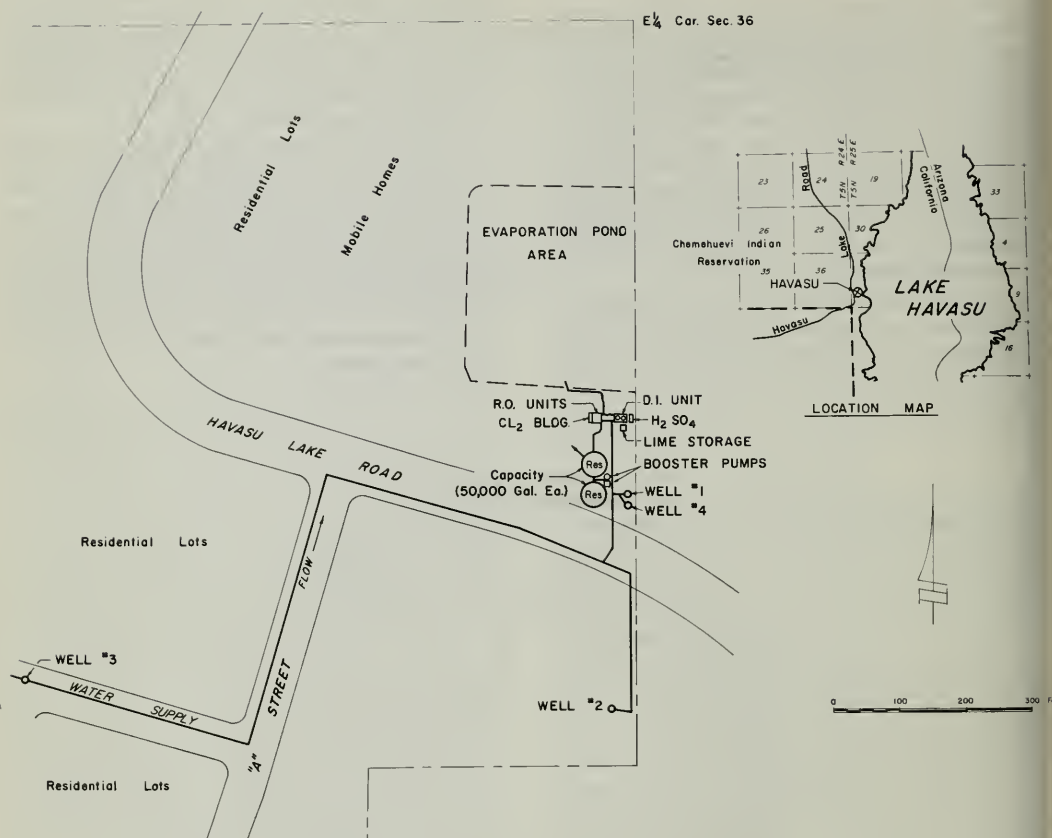 E¼ Car. Sec. 36
Residential Lots
Mobile Homes
EVAPORATION POND
AREA
R.O. UNITS
CL₂ BLDG.
D.I. UNIT
H₂SO₄
LIME STORAGE
BOOSTER PUMPS
Res
Res
Capacity
(50,000 Gal. Ea.)
WELL #1
WELL #4
HAVASU LAKE ROAD
Residential Lots
FLOW
WELL #3
WATER SUPPLY
"A" STREET
WELL #2
Residential Lots
23
24
19
R 24 E
R 25 E
T 5 N
T 5 N
Road
Lake
Havasu
26
25
30
Chemehuevi Indian
Reservation
35
36
HAVASU
Arizona
California
LAKE
HAVASU
33
4
9
16
LOCATION MAP
0 100 200 300